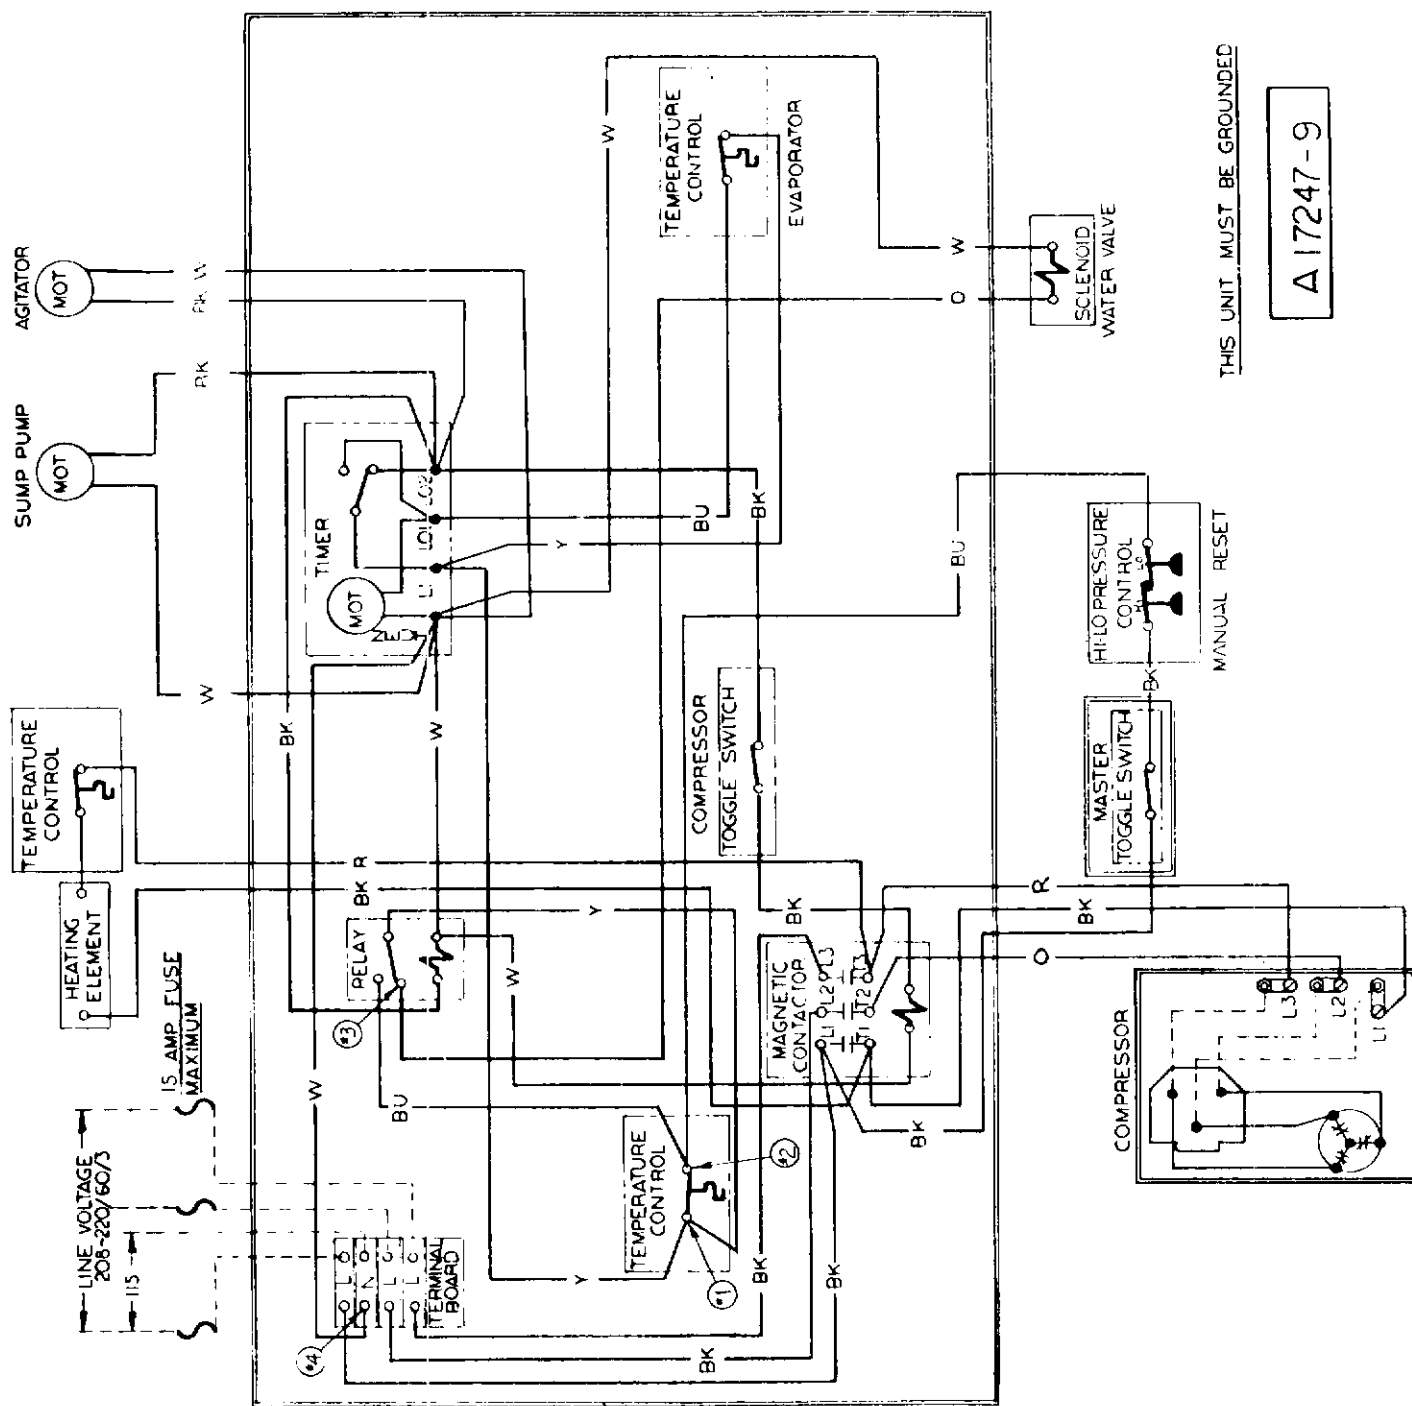 AGITATOR
MOT
SUMP PUMP
MOT
TEMPERATURE
CONTROL
HEATING
ELEMENT
15 AMP FUSE
MAXIMUM
LINE VOLTAGE
208-220/60/3
115
W
BK
BK
W
R
BK
TIMER
MOT
NEUT
L1
LO1
LO2
BK
W
W
TEMPERATURE
CONTROL
EVAPORATOR
BU
Y
BK
W
RELAY
#3
Y
W
BU
L
N
L
L
TERMINAL
BOARD
#4
Y
TEMPERATURE
CONTROL
#1
#2
COMPRESSOR
TOGGLE SWITCH
BK
MAGNETIC
CONTACTOR
L1
L2
L3
T1
T2
T3
BK
BK
BK
BK
BU
W
O
SOLENOID
WATER VALVE
HI-LO PRESSURE
CONTROL
HI
LO
MANUAL RESET
BK
MASTER
TOGGLE SWITCH
R
BK
O
COMPRESSOR
L3
L2
L1
THIS UNIT MUST BE GROUNDED
A17247-9